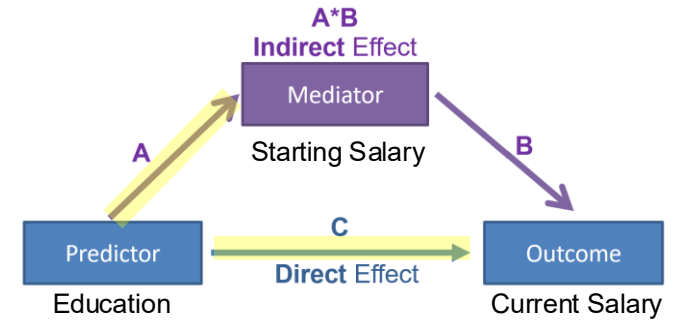 A*B
Indirect Effect
Mediator
Starting Salary
A
B
C
Predictor
Direct Effect
Outcome
Education
Current Salary